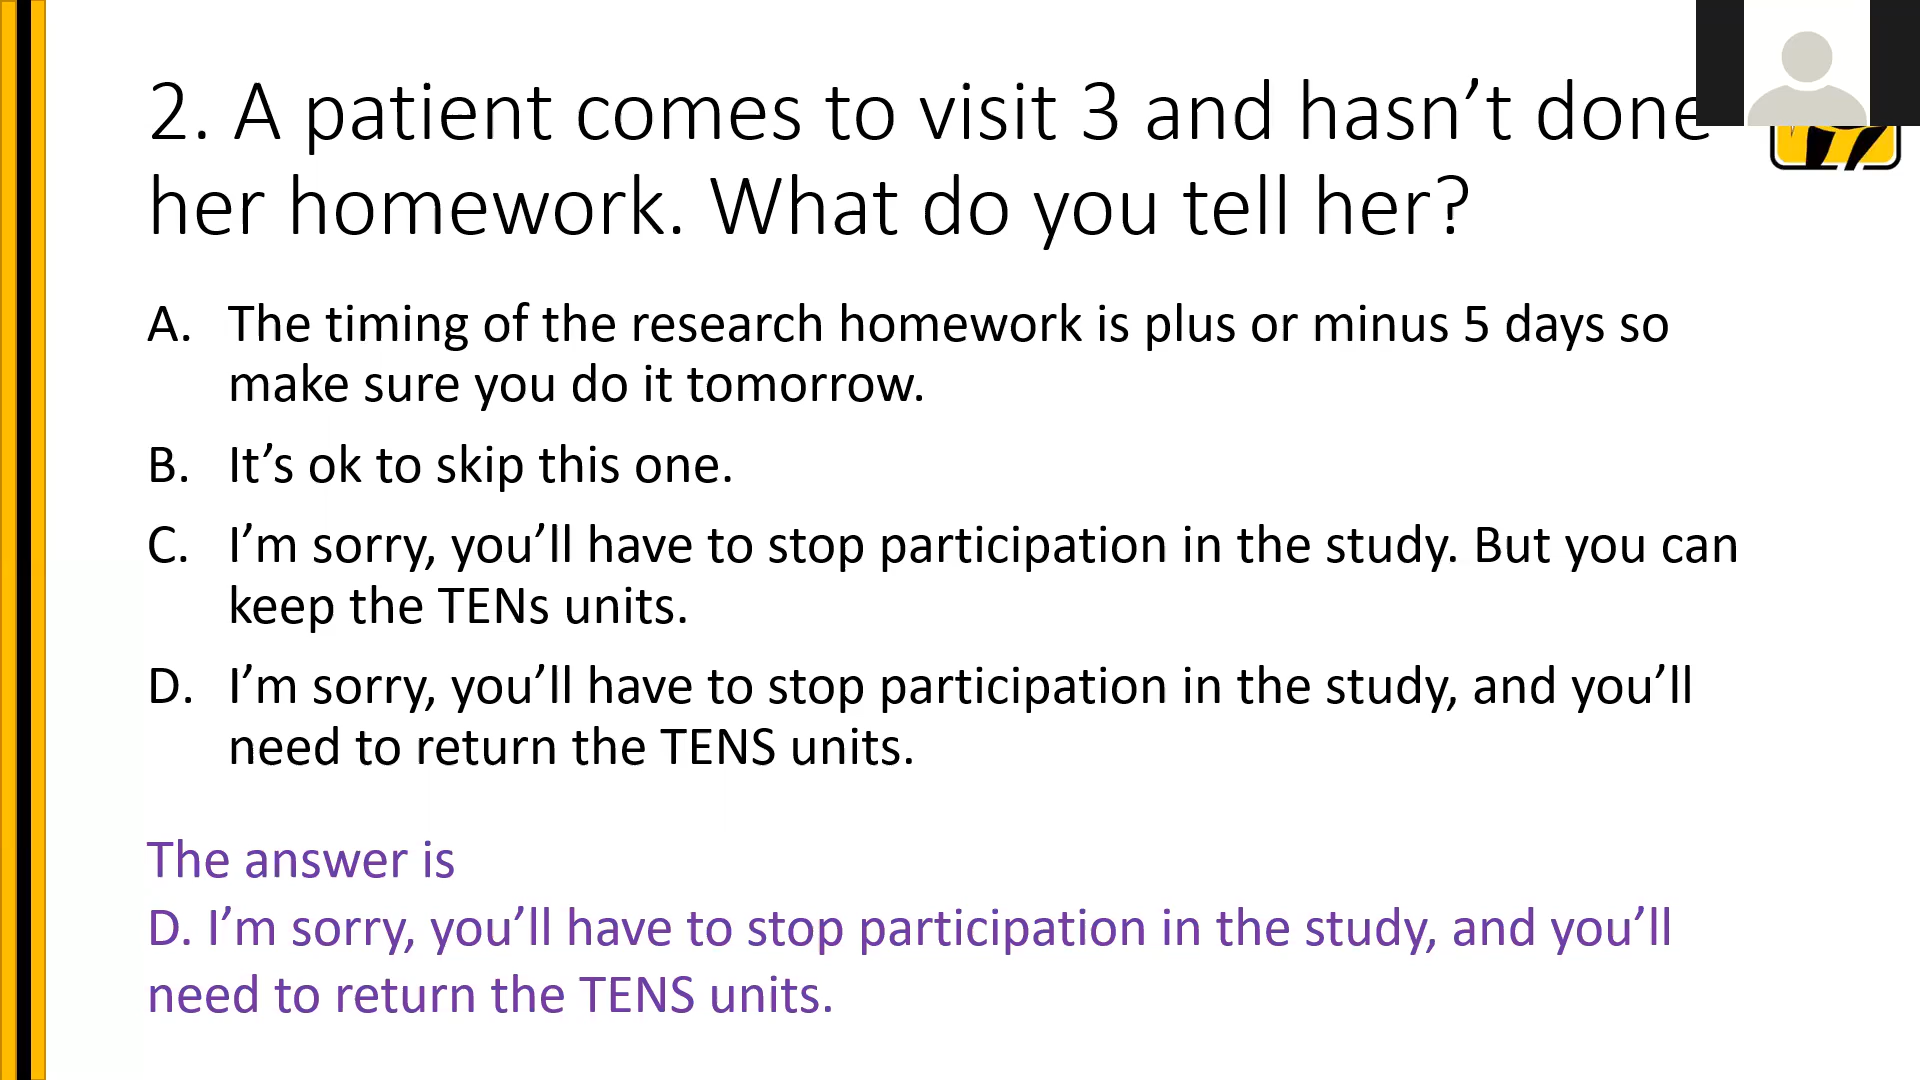 2. A patient comes to visit 3 and hasn’t done
her homework. What do you tell her?
A. The timing of the research homework is plus or minus 5 days so
make sure you do it tomorrow.
B. It’s ok to skip this one.
C. I’m sorry, you’ll have to stop participation in the study. But you can
keep the TENs units.
D. I’m sorry, you’ll have to stop participation in the study, and you’ll
need to return the TENS units.
The answer is
D. I’m sorry, you’ll have to stop participation in the study, and you’ll
need to return the TENS units.